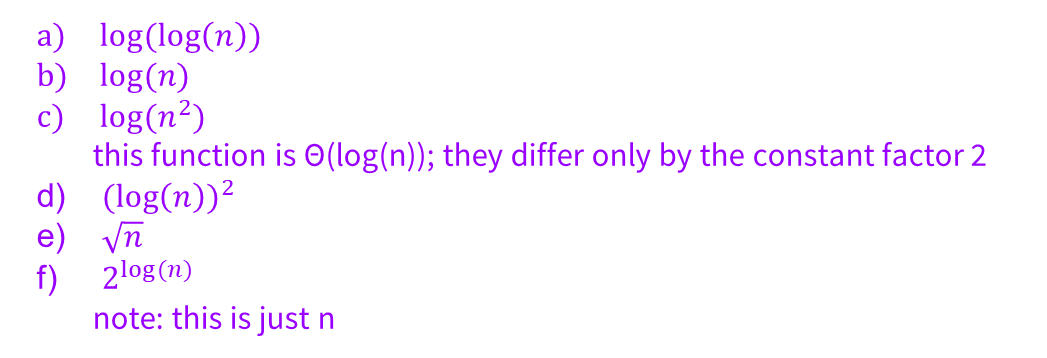 a) log(log(n))
b) log(n)
c) log(n²)
this function is Θ(log(n)); they differ only by the constant factor 2
d) (log(n))²
e) √n
f) 2^log(n)
note: this is just n